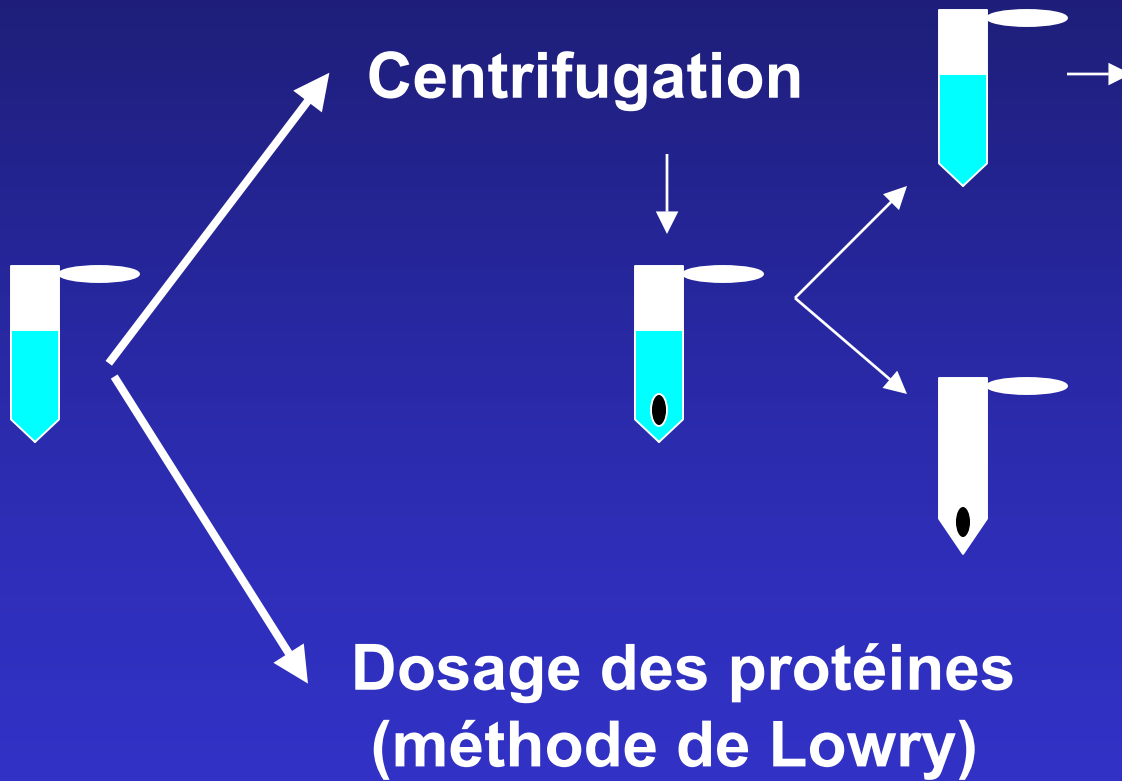 Centrifugation
Dosage des protéines
(méthode de Lowry)